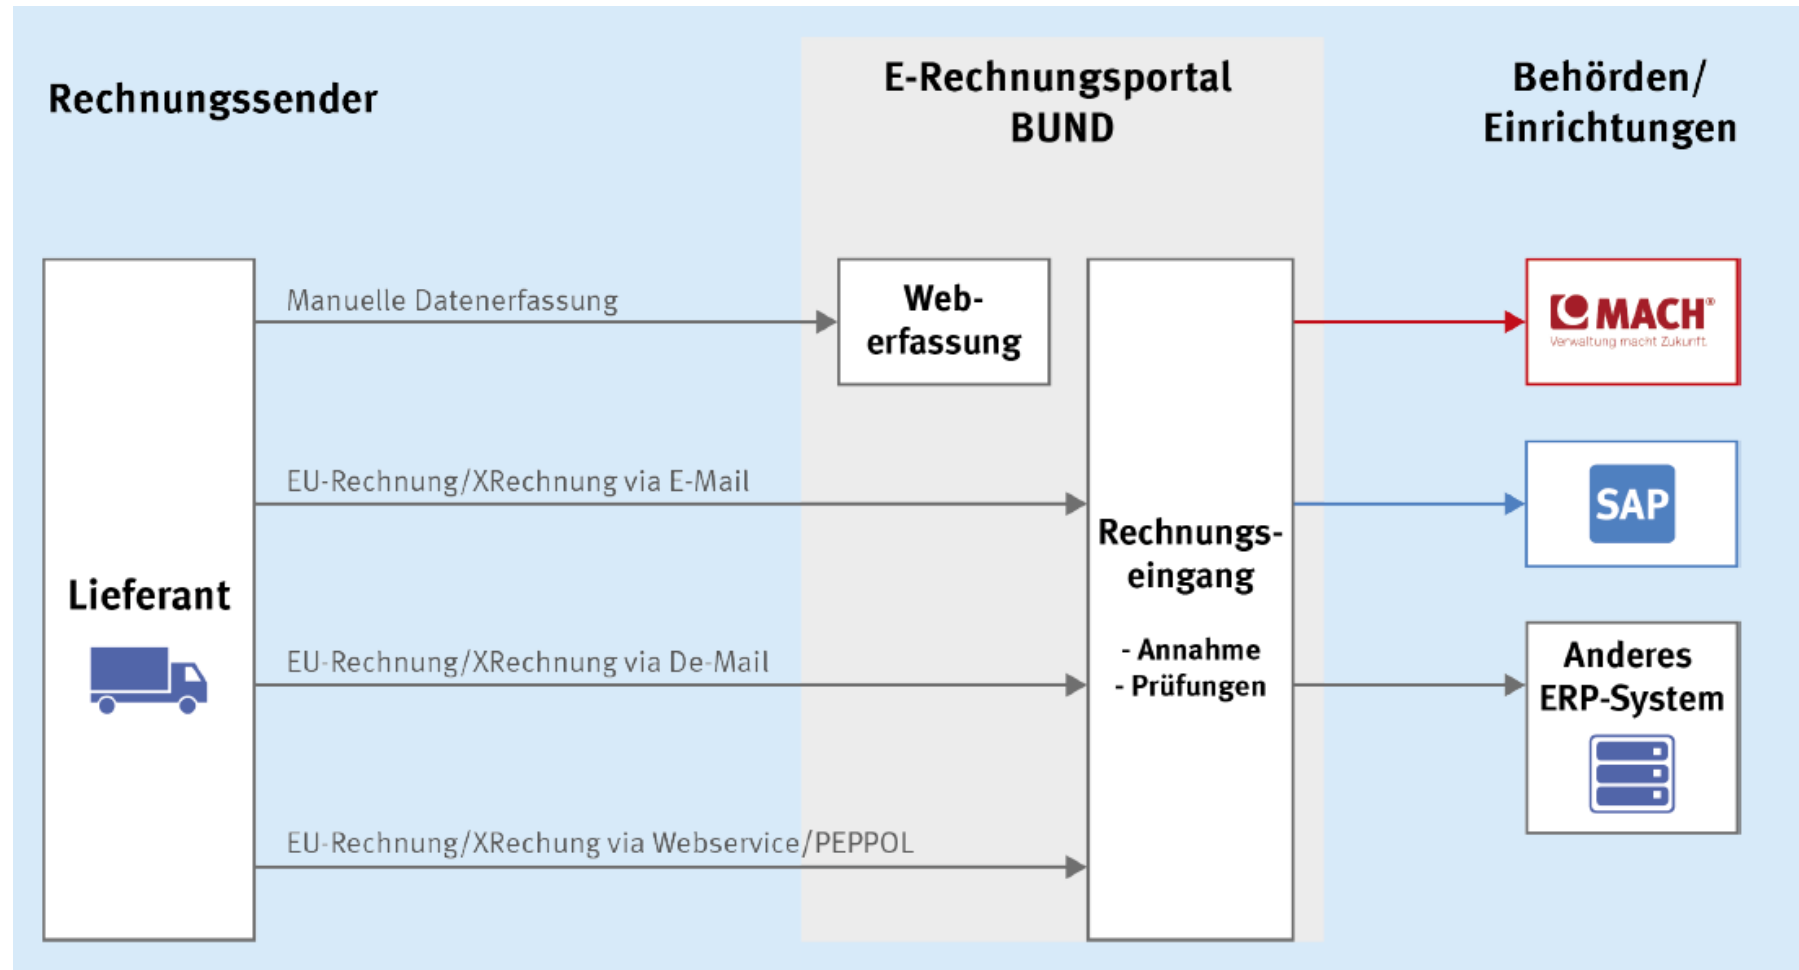 Rechnungssender
E-Rechnungsportal
BUND
Behörden/
Einrichtungen
Lieferant
Manuelle Datenerfassung
EU-Rechnung/XRechnung via E-Mail
EU-Rechnung/XRechnung via De-Mail
EU-Rechnung/XRechung via Webservice/PEPPOL
Web-
erfassung
Rechnungs-
eingang
- Annahme
- Prüfungen
MACH®
Verwaltung macht Zukunft.
SAP
Anderes
ERP-System